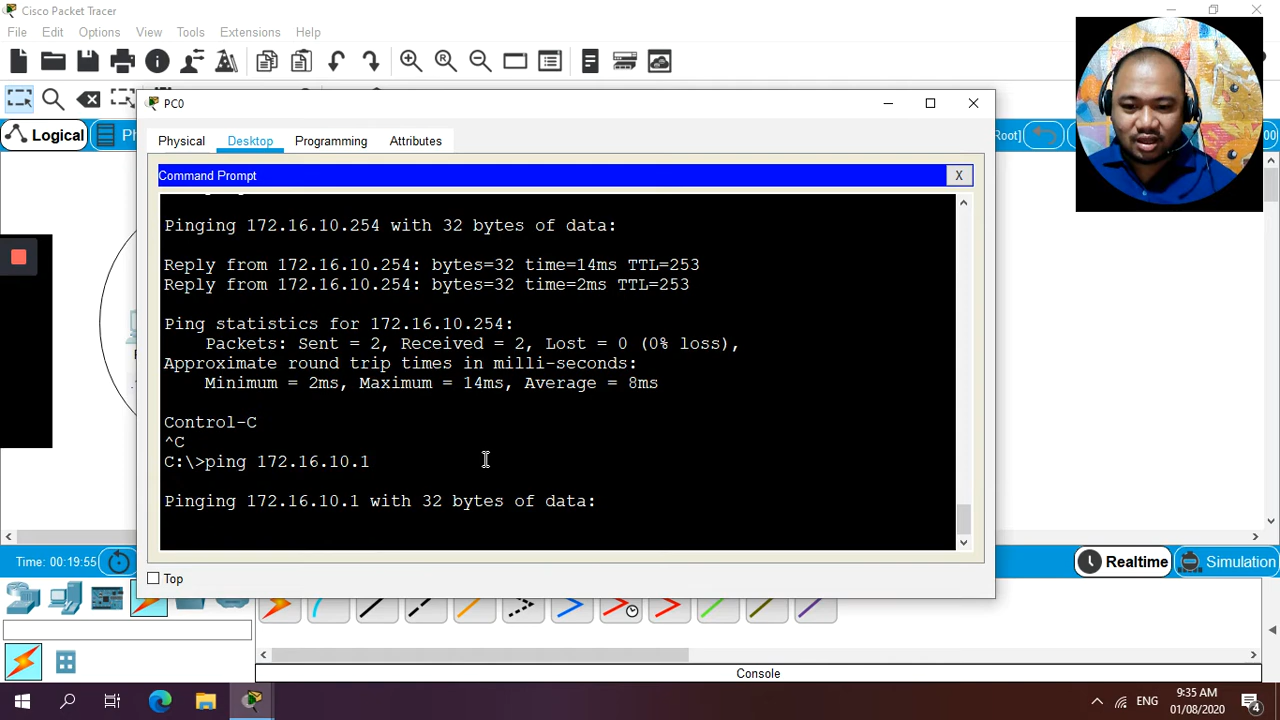 Cisco Packet Tracer
File Edit Options View Tools Extensions Help
PC0
Logical
Ph
Root]
00
Physical Desktop Programming Attributes
Command Prompt
X
Pinging 172.16.10.254 with 32 bytes of data:
Reply from 172.16.10.254: bytes=32 time=14ms TTL=253
Reply from 172.16.10.254: bytes=32 time=2ms TTL=253
Ping statistics for 172.16.10.254:
Packets: Sent = 2, Received = 2, Lost = 0 (0% loss),
Approximate round trip times in milli-seconds:
Minimum = 2ms, Maximum = 14ms, Average = 8ms
Control-C
^C
C:\>ping 172.16.10.1
Pinging 172.16.10.1 with 32 bytes of data:
Time: 00:19:55
Realtime
Simulation
Top
Console
ENG
9:35 AM
01/08/2020
4